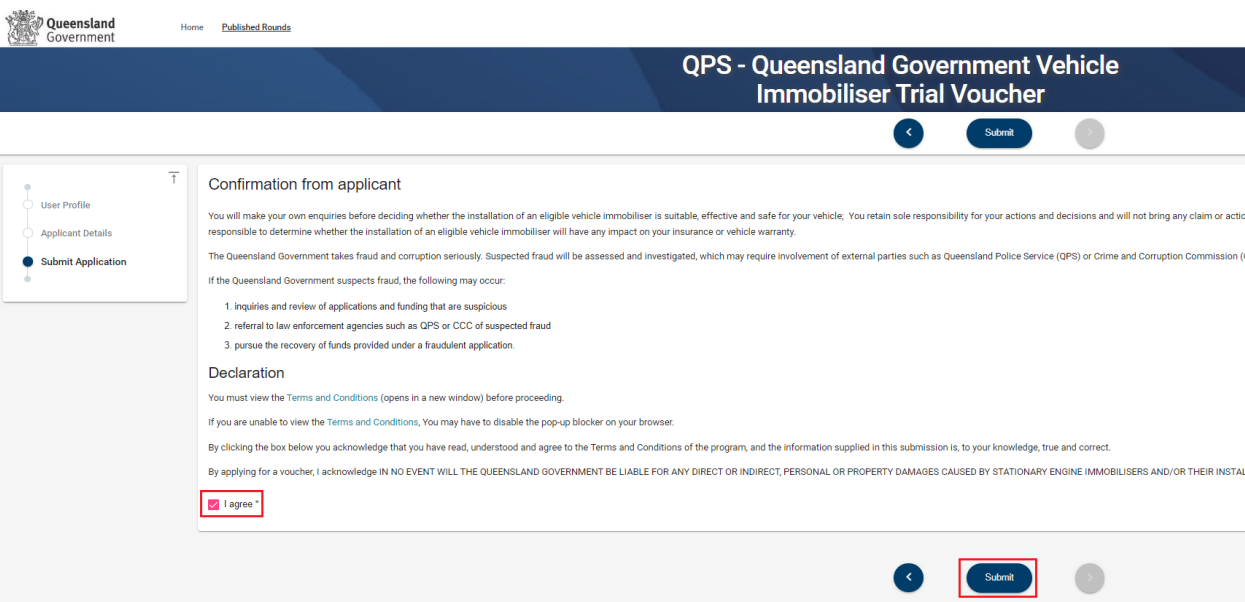 Queensland
Government
Home Published Rounds
QPS - Queensland Government Vehicle
Immobiliser Trial Voucher
Submit
User Profile
Applicant Details
Submit Application
Confirmation from applicant
You will make your own enquiries before deciding whether the installation of an eligible vehicle immobiliser is suitable, effective and safe for your vehicle; You retain sole responsibility for your actions and decisions and will not bring any claim or
responsible to determine whether the installation of an eligible vehicle immobiliser will have any impact on your insurance or vehicle warranty.
The Queensland Government takes fraud and corruption seriously. Suspected fraud will be assessed and investigated, which may require involvement of external parties such as Queensland Police Service (QPS) or Crime and Corruption Commission
If the Queensland Government suspects fraud, the following may occur:
1. inquiries and review of applications and funding that are suspicious
2. referral to law enforcement agencies such as QPS or CCC of suspected fraud
3. pursue the recovery of funds provided under a fraudulent application.
Declaration
You must view the Terms and Conditions (opens in a new window) before proceeding.
If you are unable to view the Terms and Conditions, You may have to disable the pop-up blocker on your browser.
By clicking the box below you acknowledge that you have read, understood and agree to the Terms and Conditions of the program, and the information supplied in this submission is, to your knowledge, true and correct.
By applying for a voucher, I acknowledge IN NO EVENT WILL THE QUEENSLAND GOVERNMENT BE LIABLE FOR ANY DIRECT OR INDIRECT, PERSONAL OR PROPERTY DAMAGES CAUSED BY STATIONARY ENGINE IMMOBILISERS AND/OR THEIR
I agree *
Submit